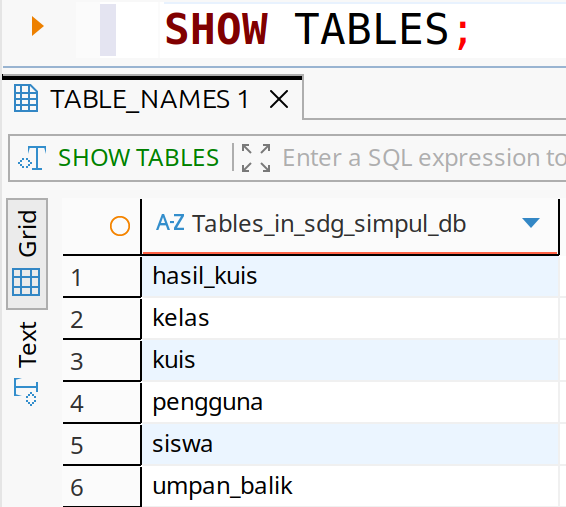 SHOW TABLES;
TABLE_NAMES 1
SHOW TABLES Enter a SQL expression to
Grid
Text
A-Z Tables_in_sdg_simpul_db
1 hasil_kuis
2 kelas
3 kuis
4 pengguna
5 siswa
6 umpan_balik